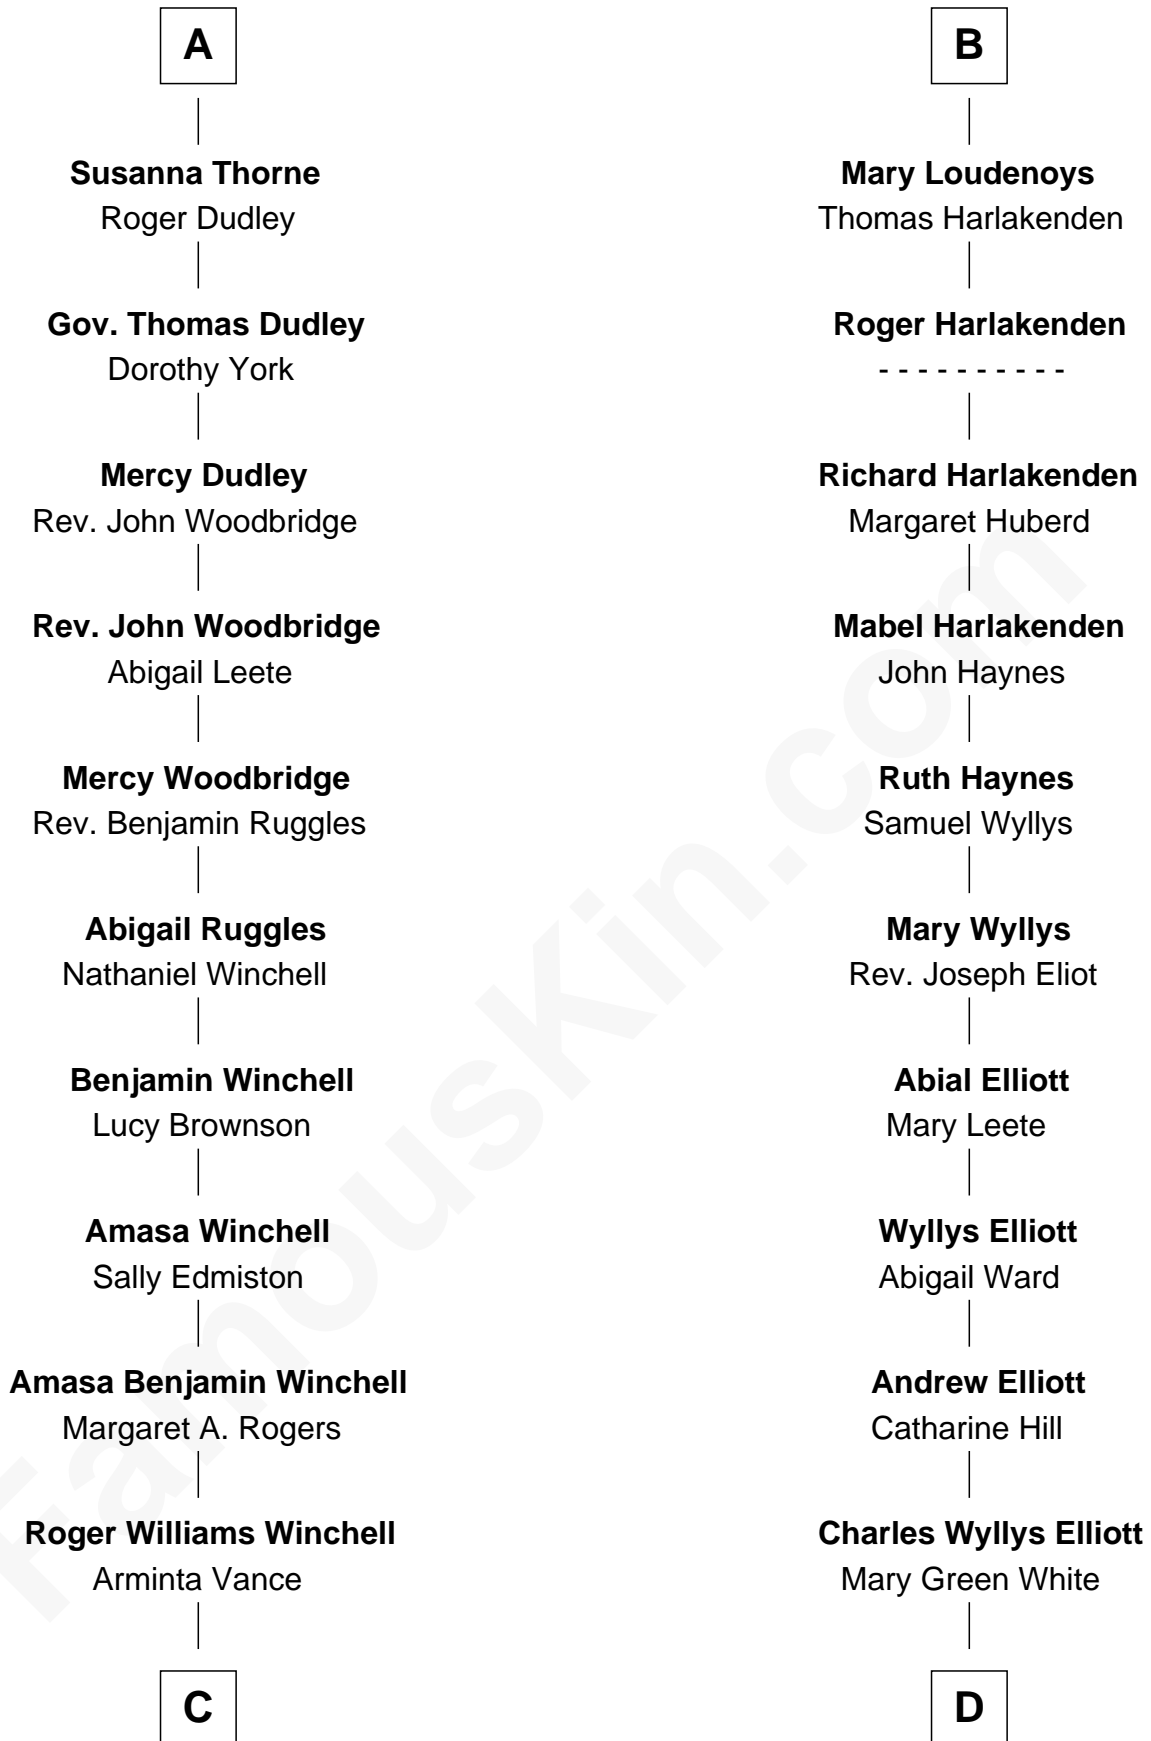 A
Susanna Thorne
Roger Dudley
Gov. Thomas Dudley
Dorothy York
Mercy Dudley
Rev. John Woodbridge
Rev. John Woodbridge
Abigail Leete
Mercy Woodbridge
Rev. Benjamin Ruggles
Abigail Ruggles
Nathaniel Winchell
Benjamin Winchell
Lucy Brownson
Amasa Winchell
Sally Edmiston
Amasa Benjamin Winchell
Margaret A. Rogers
Roger Williams Winchell
Arminta Vance
C
B
Mary Loudenoys
Thomas Harlakenden
Roger Harlakenden
- - - - - - - - - -
Richard Harlakenden
Margaret Huberd
Mabel Harlakenden
John Haynes
Ruth Haynes
Samuel Wyllys
Mary Wyllys
Rev. Joseph Eliot
Abial Elliott
Mary Leete
Wyllys Elliott
Abigail Ward
Andrew Elliott
Catharine Hill
Charles Wyllys Elliott
Mary Green White
D
FamousKin.com